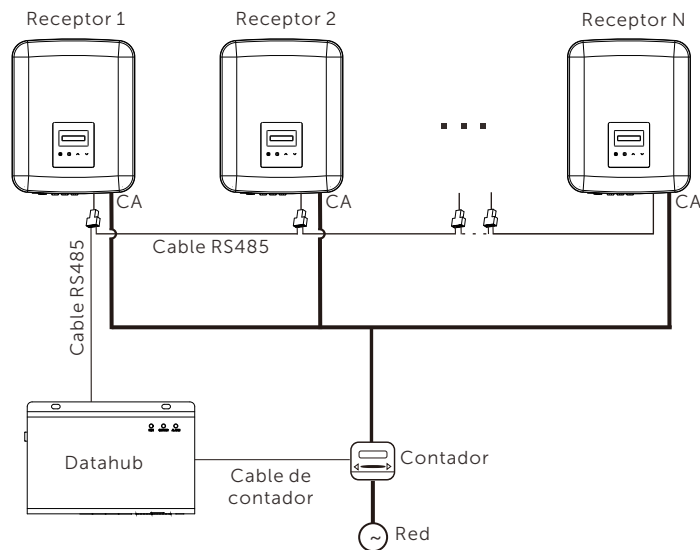 Receptor 1
Receptor 2
Receptor N
CA
CA
CA
Cable RS485
Cable RS485
Datahub
Cable de
contador
Contador
Red